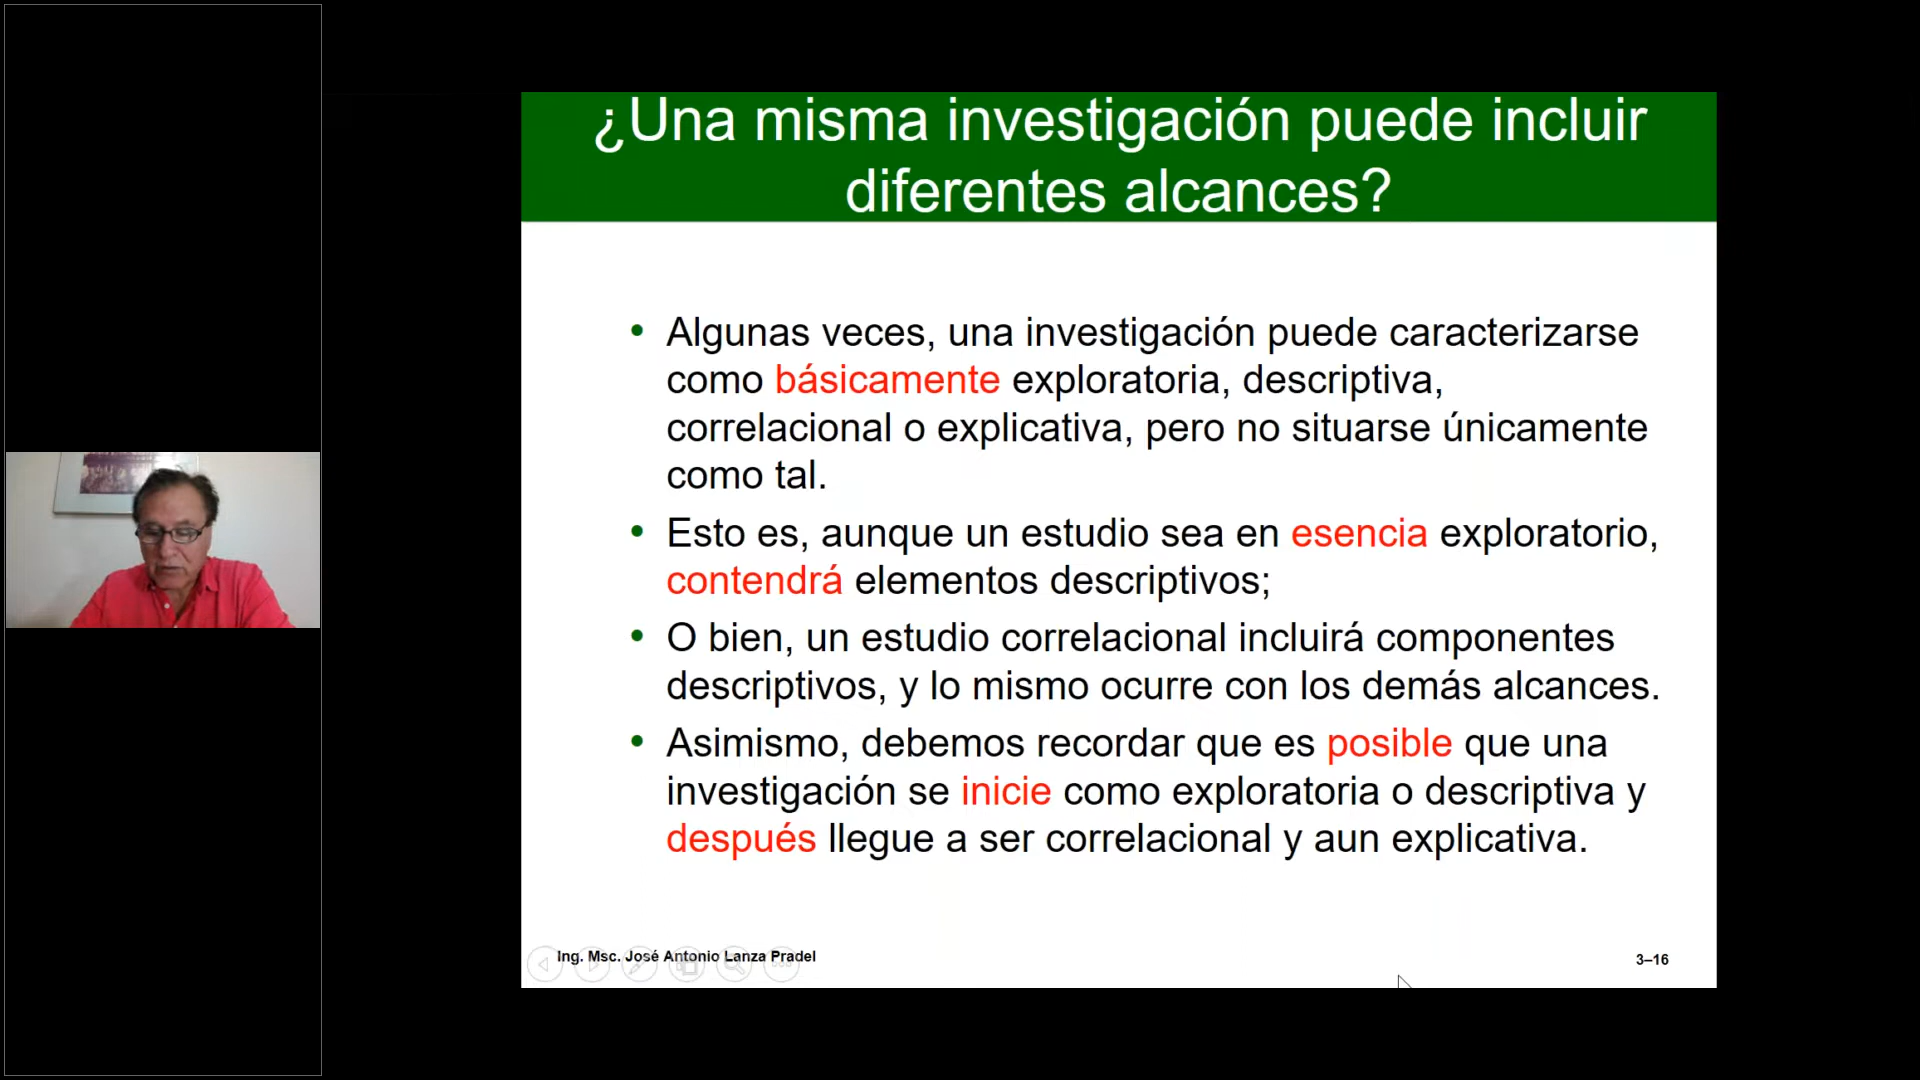 ¿Una misma investigación puede incluir
diferentes alcances?
• Algunas veces, una investigación puede caracterizarse
como básicamente exploratoria, descriptiva,
correlacional o explicativa, pero no situarse únicamente
como tal.
• Esto es, aunque un estudio sea en esencia exploratorio,
contendrá elementos descriptivos;
• O bien, un estudio correlacional incluirá componentes
descriptivos, y lo mismo ocurre con los demás alcances.
• Asimismo, debemos recordar que es posible que una
investigación se inicie como exploratoria o descriptiva y
después llegue a ser correlacional y aun explicativa.
Ing. Msc. José Antonio Lanza Pradel
3–16